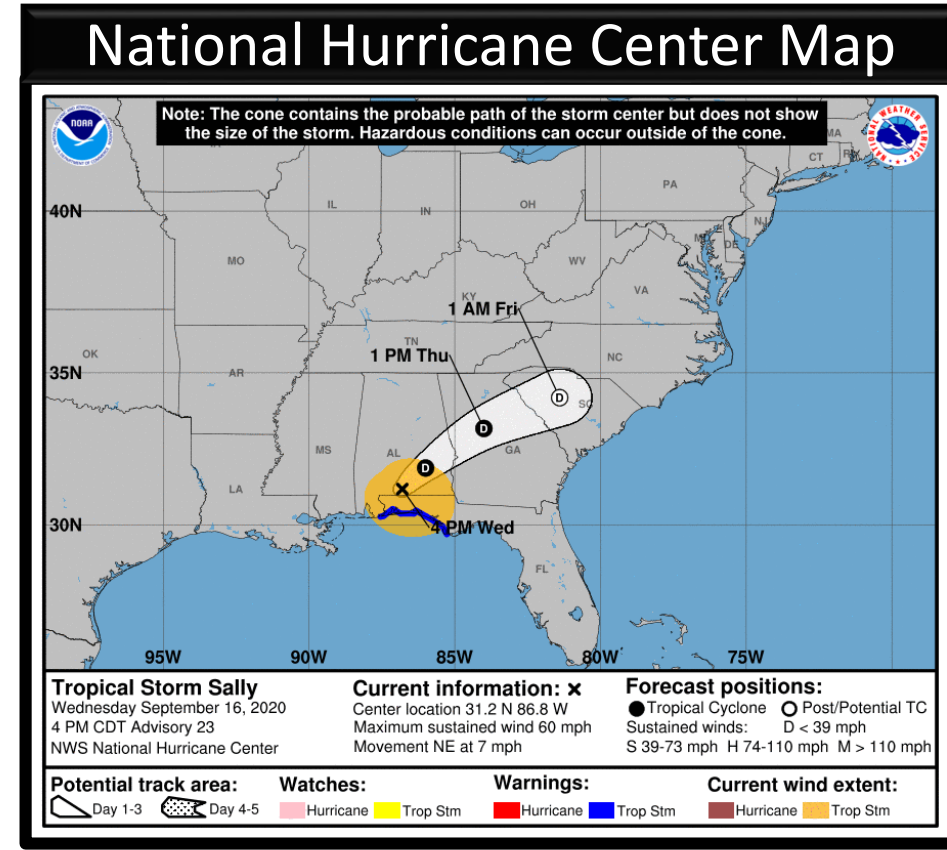 National Hurricane Center Map
Note: The cone contains the probable path of the storm center but does not show
the size of the storm. Hazardous conditions can occur outside of the cone.
NOAA
NATIONAL WEATHER SERVICE
MA
CT
PA
40N
IL
IN
OH
NJ
DE
MO
WV
VA
KY
1 AM Fri
TN
1 PM Thu
OK
NC
35N
AR
D
SC
D
MS
AL
GA
D
LA
30N
4 PM Wed
FL
95W
90W
85W
80W
75W
Tropical Storm Sally
Wednesday September 16, 2020
4 PM CDT Advisory 23
NWS National Hurricane Center
Current information: x
Center location 31.2 N 86.8 W
Maximum sustained wind 60 mph
Movement NE at 7 mph
Forecast positions:
Tropical Cyclone Post/Potential TC
Sustained winds: D < 39 mph
S 39-73 mph H 74-110 mph M > 110 mph
Potential track area:
Day 1-3 Day 4-5
Watches:
Hurricane Trop Stm
Warnings:
Hurricane Trop Stm
Current wind extent:
Hurricane Trop Stm